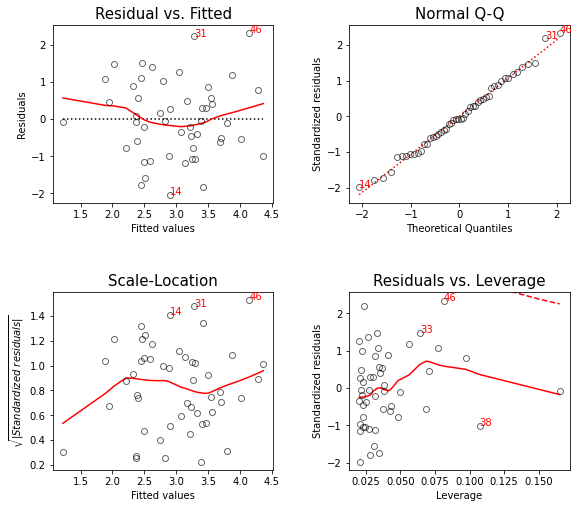 Residual vs. Fitted
Normal Q-Q
Residuals
2
1
0
−1
−2
31
46
14
1.5 2.0 2.5 3.0 3.5 4.0 4.5
Fitted values
Standardized residuals
2
1
0
−1
−2
31
46
14
−2 −1 0 1 2
Theoretical Quantiles
Scale-Location
Residuals vs. Leverage
√|Standardized residuals|
1.4
1.2
1.0
0.8
0.6
0.4
0.2
14
31
46
1.5 2.0 2.5 3.0 3.5 4.0 4.5
Fitted values
Standardized residuals
2
1
0
−1
−2
46
33
38
0.025 0.050 0.075 0.100 0.125 0.150
Leverage